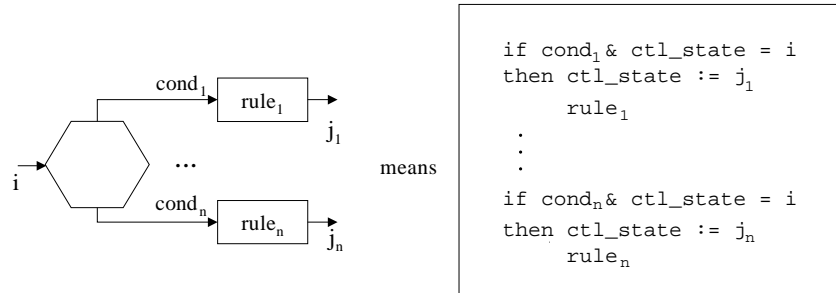 cond1
rule1
j1
i
...
condn
rulen
jn
means
if cond1 & ctl_state = i
then ctl_state := j1
rule1
.
.
.
if condn & ctl_state = i
then ctl_state := jn
rulen